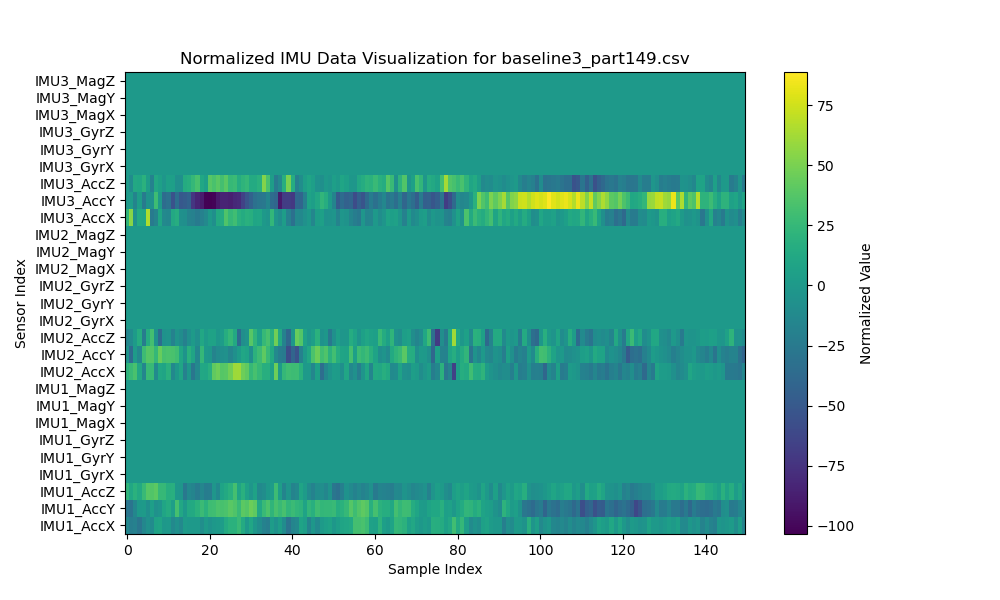 Normalized IMU Data Visualization for baseline3_part149.csv
IMU3_MagZ
IMU3_MagY
IMU3_MagX
IMU3_GyrZ
IMU3_GyrY
IMU3_GyrX
IMU3_AccZ
IMU3_AccY
IMU3_AccX
IMU2_MagZ
IMU2_MagY
IMU2_MagX
IMU2_GyrZ
IMU2_GyrY
IMU2_GyrX
IMU2_AccZ
IMU2_AccY
IMU2_AccX
IMU1_MagZ
IMU1_MagY
IMU1_MagX
IMU1_GyrZ
IMU1_GyrY
IMU1_GyrX
IMU1_AccZ
IMU1_AccY
IMU1_AccX
Sensor Index
0 20 40 60 80 100 120 140
Sample Index
75
50
25
0
−25
−50
−75
−100
Normalized Value